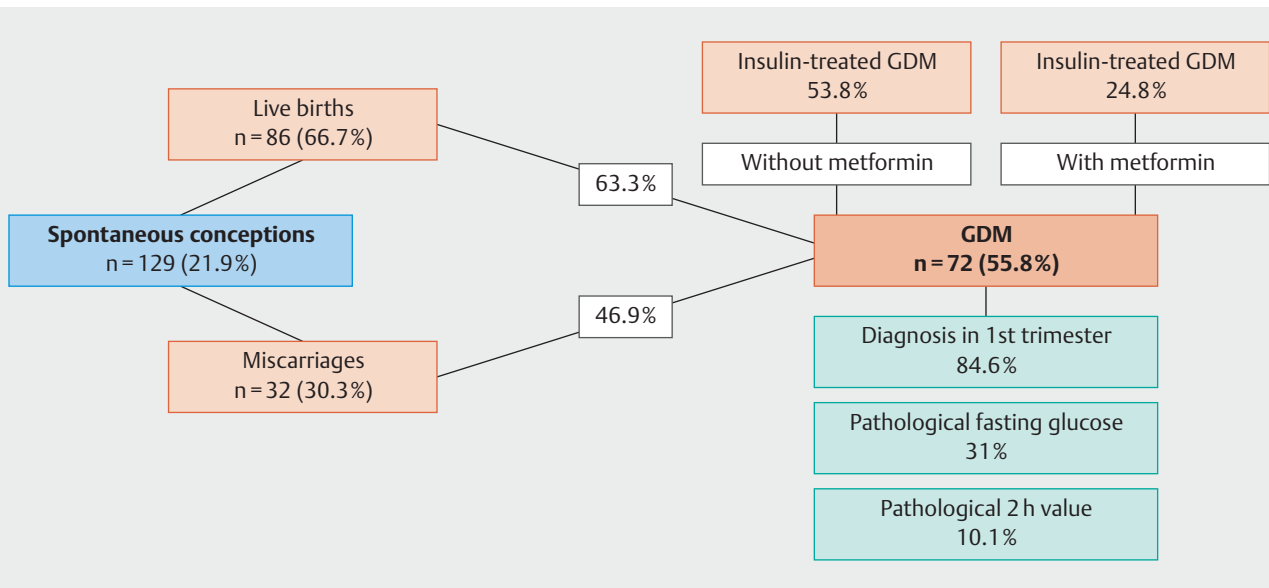 Insulin-treated GDM
53.8%
Insulin-treated GDM
24.8%
Live births
n = 86 (66.7%)
Without metformin
With metformin
63.3%
Spontaneous conceptions
n = 129 (21.9%)
GDM
n = 72 (55.8%)
46.9%
Miscarriages
n = 32 (30.3%)
Diagnosis in 1st trimester
84.6%
Pathological fasting glucose
31%
Pathological 2 h value
10.1%